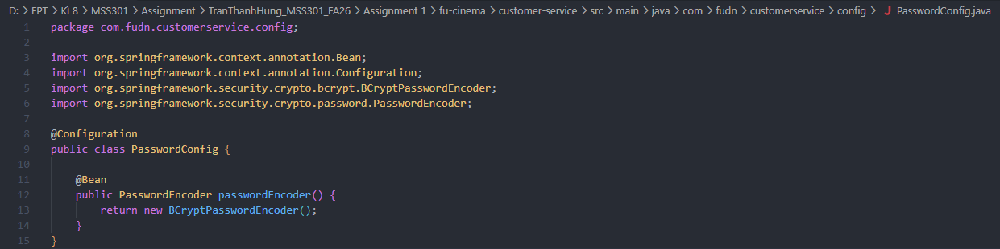 D: > FPT > Kì 8 > MSS301 > Assignment > TranThanhHung_MSS301_FA26 > Assignment 1 > fu-cinema > customer-service > src > main > java > com > fudn > customerservice > config > J PasswordConfig.java
1 package com.fudn.customerservice.config;
2
3 import org.springframework.context.annotation.Bean;
4 import org.springframework.context.annotation.Configuration;
5 import org.springframework.security.crypto.bcrypt.BCryptPasswordEncoder;
6 import org.springframework.security.crypto.password.PasswordEncoder;
7
8 @Configuration
9 public class PasswordConfig {
10
11     @Bean
12     public PasswordEncoder passwordEncoder() {
13         return new BCryptPasswordEncoder();
14     }
15 }